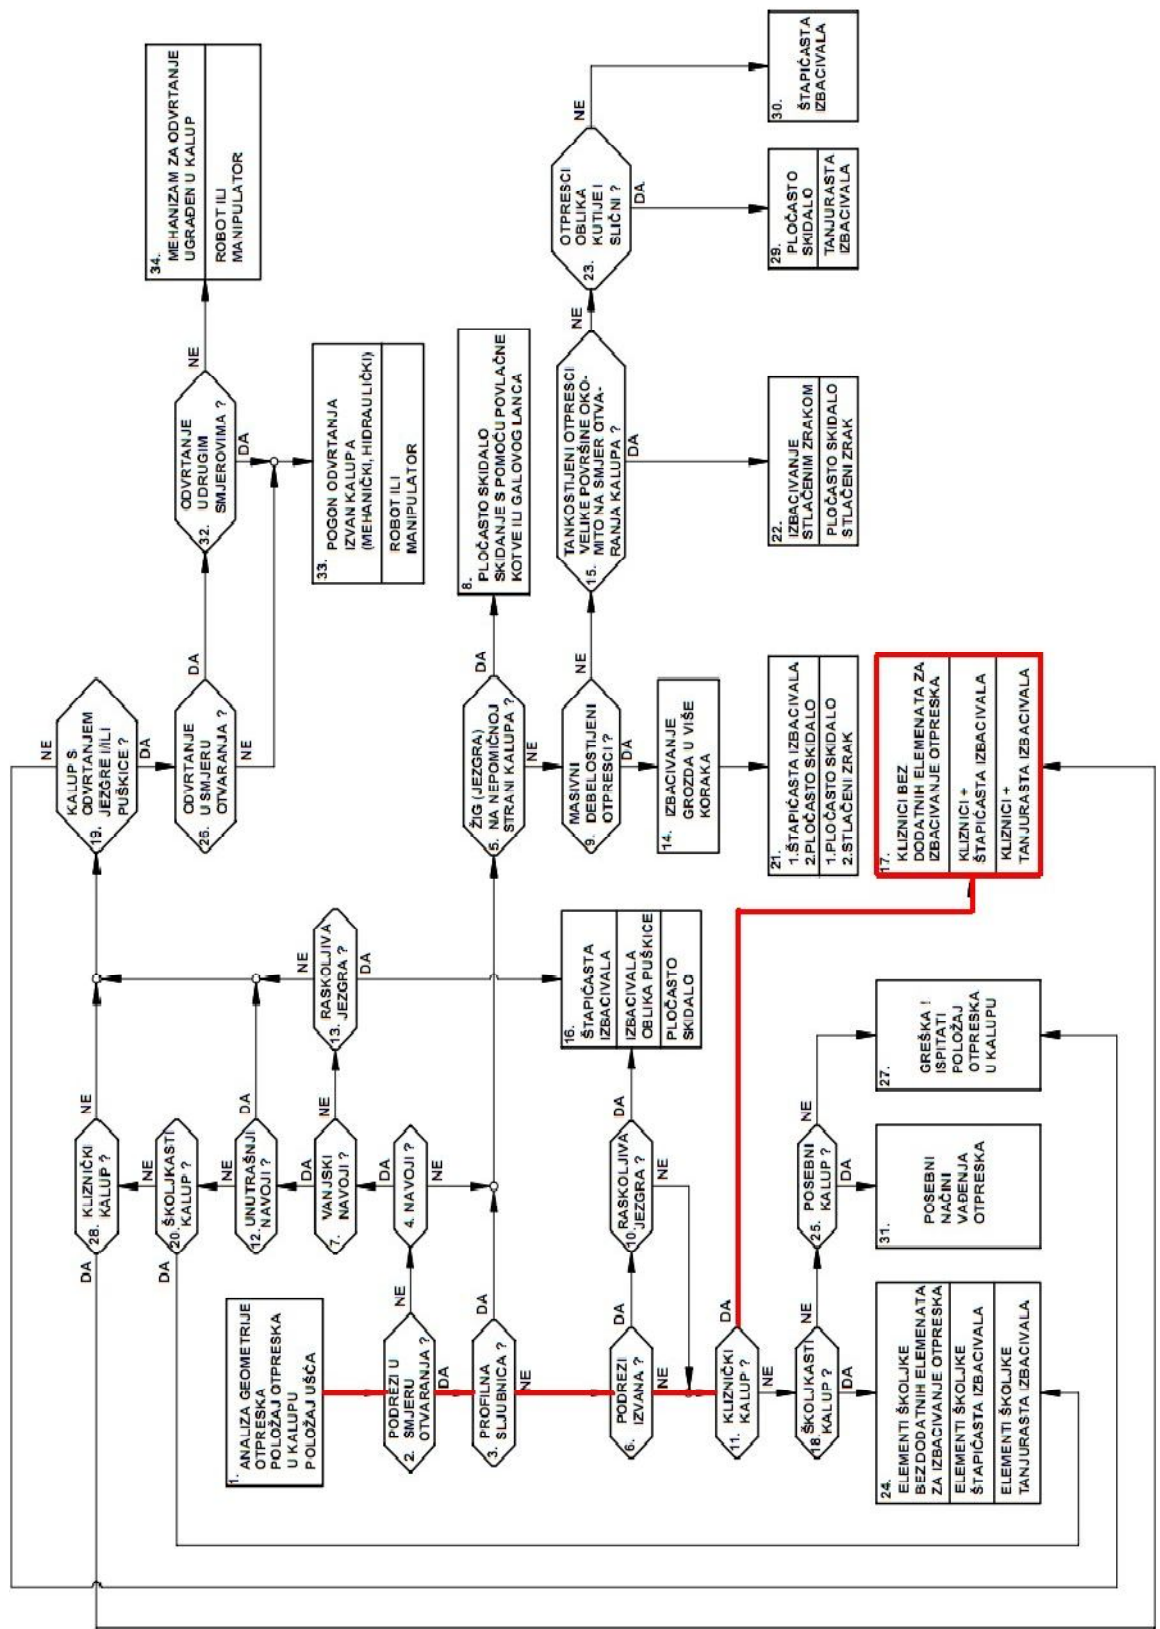 1. ANALIZA GEOMETRIJE
OTPRESKA
POLOŽAJ OTPRESKA
U KALUPU
POLOŽAJ UŠĆA
2. PODREZI U
SMJERU
OTVARANJA ?
NE
DA
3. PROFILNA
SLJUBNICA ?
DA
NE
4. NAVOJI ?
DA
NE
5. ŽIG (JEZGRA)
NA NEPOMIČNOJ
STRANI KALUPA ?
DA
NE
6. PODREZI
IZVANA ?
DA
NE
7. VANJSKI
NAVOJI ?
DA
NE
8. PLOČASTO SKIDALO
SKIDANJE S POMOĆU POVLAČNE
KOTVE ILI GALOVOG LANCA
9. MASIVNI
DEBELOSTIJENI
OTPRESCI ?
NE
DA
10. RASKOLJIVA
JEZGRA ?
DA
NE
11. KLIZNIČKI
KALUP ?
DA
NE
12. UNUTRAŠNJI
NAVOJI ?
DA
NE
13. RASKOLJIVA
JEZGRA ?
NE
DA
14. IZBACIVANJE
GROZDA U VIŠE
KORAKA
15. TANKOSTIJENI OTPRESCI
VELIKE POVRŠINE OKO-
MITO NA SMJER OTVA-
RANJA KALUPA ?
NE
DA
16. ŠTAPIĆASTA
IZBACIVALA
IZBACIVALA
OBLIKA PUŠKICE
PLOČASTO
SKIDALO
17. KLIZNICI BEZ
DODATNIH ELEMENATA ZA
IZBACIVANJE OTPRESKA
KLIZNICI +
ŠTAPIĆASTA IZBACIVALA
KLIZNICI +
TANJURASTA IZBACIVALA
18. ŠKOLJKASTI
KALUP ?
NE
DA
19. KALUP S
ODVRTANJEM
JEZGRE I/ILI
PUŠKICE ?
NE
DA
20. ŠKOLJKASTI
KALUP ?
DA
NE
21. 1.ŠTAPIĆASTA IZBACIVALA
2.PLOČASTO SKIDALO
1.PLOČASTO SKIDALO
2.STLAČENI ZRAK
22. IZBACIVANJE
STLAČENIM ZRAKOM
PLOČASTO SKIDALO
STLAČENI ZRAK
23. OTPRESCI
OBLIKA
KUTIJE I
SLIČNI ?
NE
DA
24. ELEMENTI ŠKOLJKE
BEZ DODATNIH ELEMENATA
ZA IZBACIVANJE OTPRESKA
ELEMENTI ŠKOLJKE
ŠTAPIĆASTA IZBACIVALA
ELEMENTI ŠKOLJKE
TANJURASTA IZBACIVALA
25. POSEBNI
KALUP ?
NE
DA
26. ODVRTANJE
U SMJERU
OTVARANJA ?
DA
NE
27. GREŠKA !
ISPITATI
POLOŽAJ
OTPRESKA
U KALUPU
28. KLIZNIČKI
KALUP ?
DA
NE
29. PLOČASTO
SKIDALO
TANJURASTA
IZBACIVALA
30. ŠTAPIĆASTA
IZBACIVALA
31. POSEBNI
NAČINI
VAĐENJA
OTPRESKA
32. ODVRTANJE
U DRUGIM
SMJEROVIMA ?
NE
DA
33. POGON ODVRTANJA
IZVAN KALUPA
(MEHANIČKI, HIDRAULIČKI)
ROBOT ILI
MANIPULATOR
34. MEHANIZAM ZA ODVRTANJE
UGRAĐEN U KALUP
ROBOT ILI
MANIPULATOR